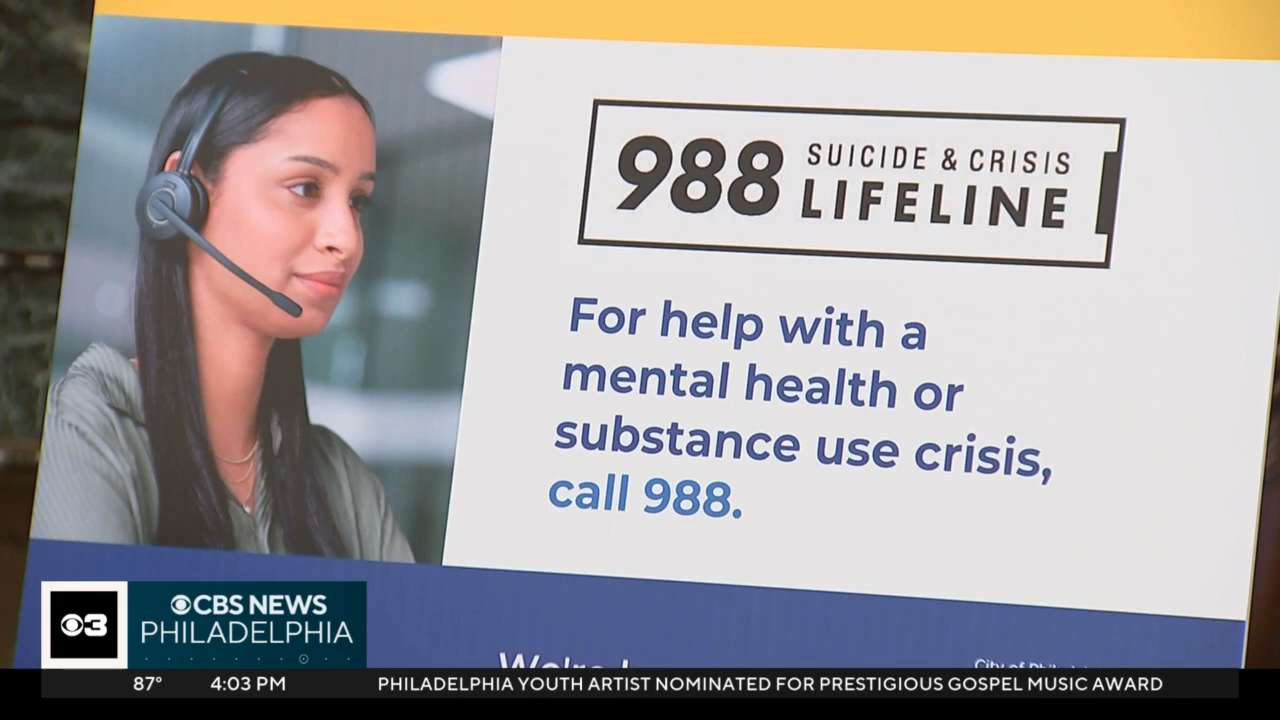 988 SUICIDE & CRISIS
LIFELINE
For help with a
mental health or
substance use crisis,
call 988.
3 CBS NEWS
PHILADELPHIA
87° 4:03 PM PHILADELPHIA YOUTH ARTIST NOMINATED FOR PRESTIGIOUS GOSPEL MUSIC AWARD